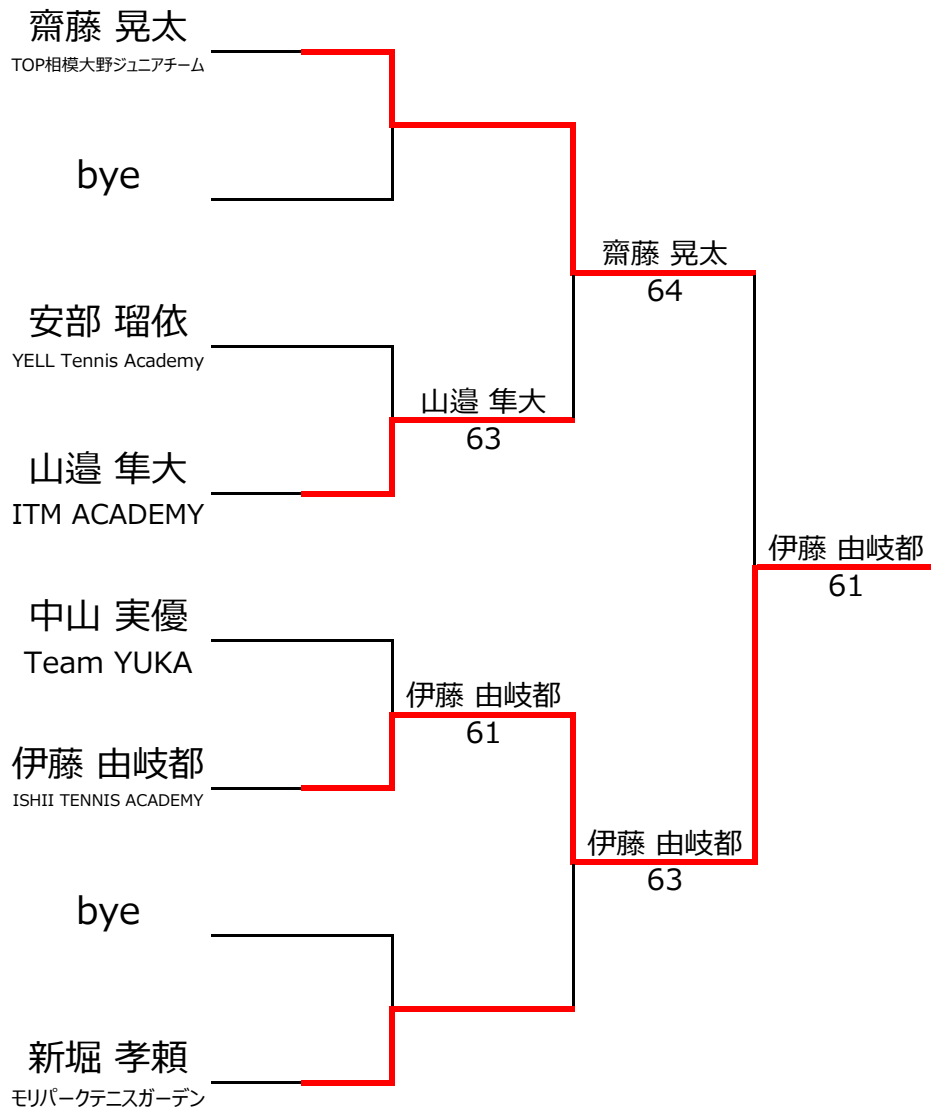 齋藤 晃太
TOP相模大野ジュニアチーム
bye
齋藤 晃太
64
安部 瑠依
YELL Tennis Academy
山邉 隼大
63
山邉 隼大
ITM ACADEMY
伊藤 由岐都
61
中山 実優
Team YUKA
伊藤 由岐都
61
伊藤 由岐都
ISHII TENNIS ACADEMY
伊藤 由岐都
63
bye
新堀 孝頼
モリパークテニスガーデン